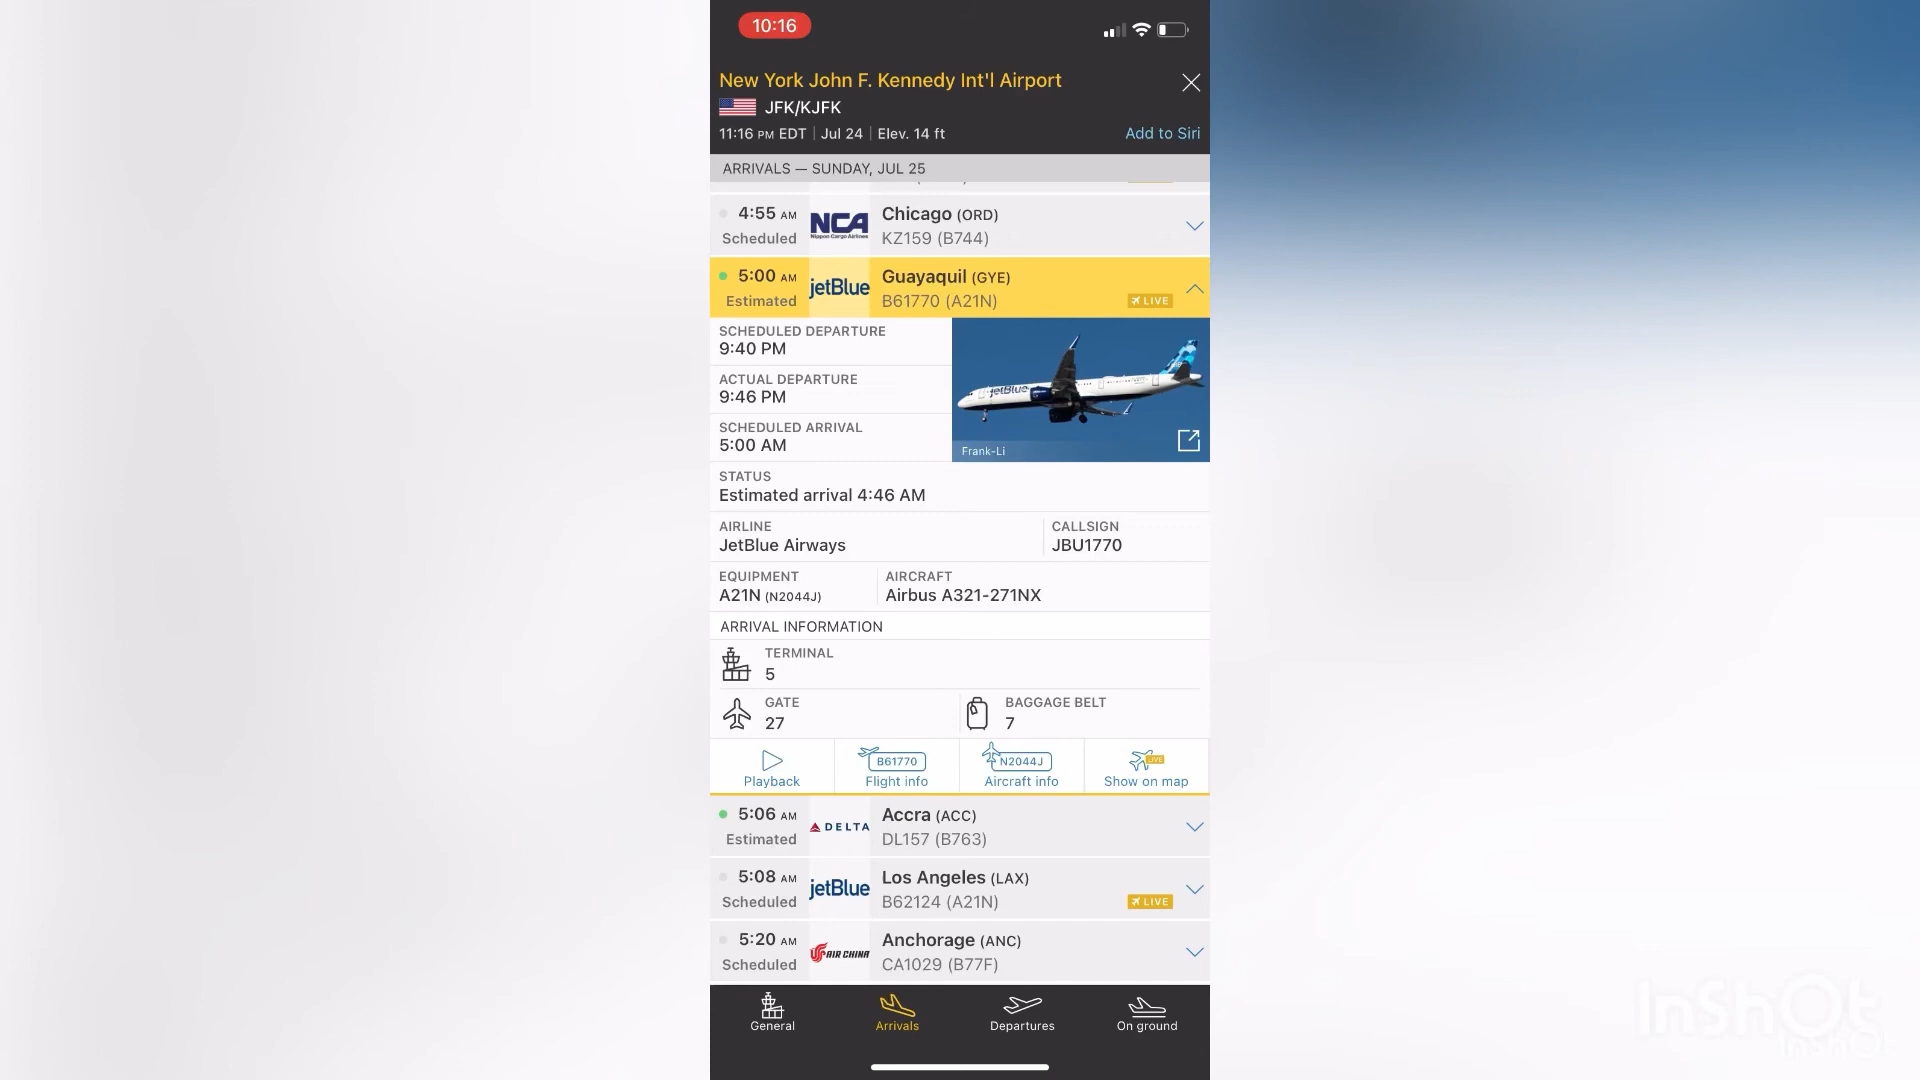 10:16
New York John F. Kennedy Int'l Airport
JFK/KJFK
11:16 PM EDT | Jul 24 | Elev. 14 ft
Add to Siri
ARRIVALS — SUNDAY, JUL 25
4:55 AM
Scheduled
NCA
Nippon Cargo Airlines
Chicago (ORD)
KZ159 (B744)
5:00 AM
Estimated
jetBlue
Guayaquil (GYE)
B61770 (A21N)
LIVE
SCHEDULED DEPARTURE
9:40 PM
ACTUAL DEPARTURE
9:46 PM
SCHEDULED ARRIVAL
5:00 AM
jetBlue
Frank-Li
STATUS
Estimated arrival 4:46 AM
AIRLINE
JetBlue Airways
CALLSIGN
JBU1770
EQUIPMENT
A21N (N2044J)
AIRCRAFT
Airbus A321-271NX
ARRIVAL INFORMATION
TERMINAL
5
GATE
27
BAGGAGE BELT
7
Playback
B61770
Flight info
N2044J
Aircraft info
LIVE
Show on map
5:06 AM
Estimated
DELTA
Accra (ACC)
DL157 (B763)
5:08 AM
Scheduled
jetBlue
Los Angeles (LAX)
B62124 (A21N)
LIVE
5:20 AM
Scheduled
AIR CHINA
Anchorage (ANC)
CA1029 (B77F)
General
Arrivals
Departures
On ground
InShOt
InShOt